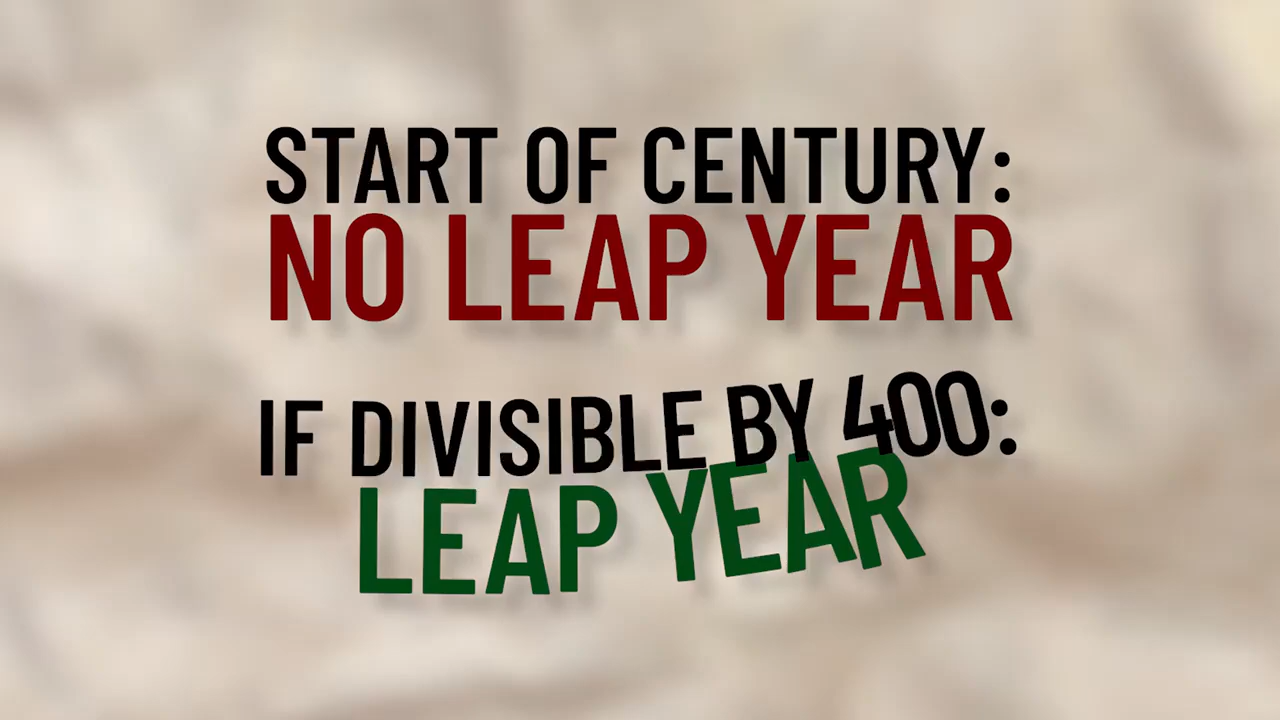 START OF CENTURY:
NO LEAP YEAR
IF DIVISIBLE BY 400:
LEAP YEAR